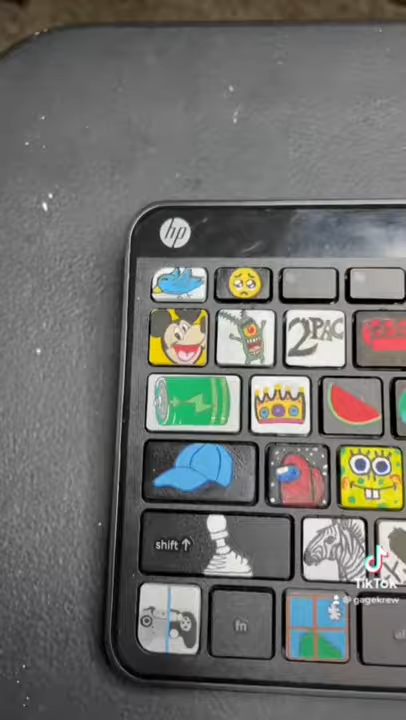 hp
2PAC
shift ↑
fn
TikTok
@gagekrew